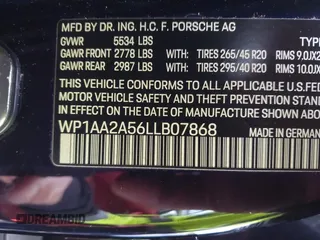 MFD BY DR. ING. H.C. F. PORSCHE AG
GVWR 5534 LBS TYPE
GAWR FRONT 2778 LBS WITH: TIRES 265/45 R20 RIMS 9.0JX2
GAWR REAR 2987 LBS WITH: TIRES 295/40 R20 RIMS 10.0JX
THIS VEHICLE CONFORMS TO ALL APPLICABLE U.S. FED
MOTOR VEHICLE SAFETY AND THEFT PREVENTION
STANDARDS IN EFFECT ON THE DATE OF MANUFACTURE SHOWN
WP1AA2A56LLB07868
MADE IN GERMAN
DREAMBID